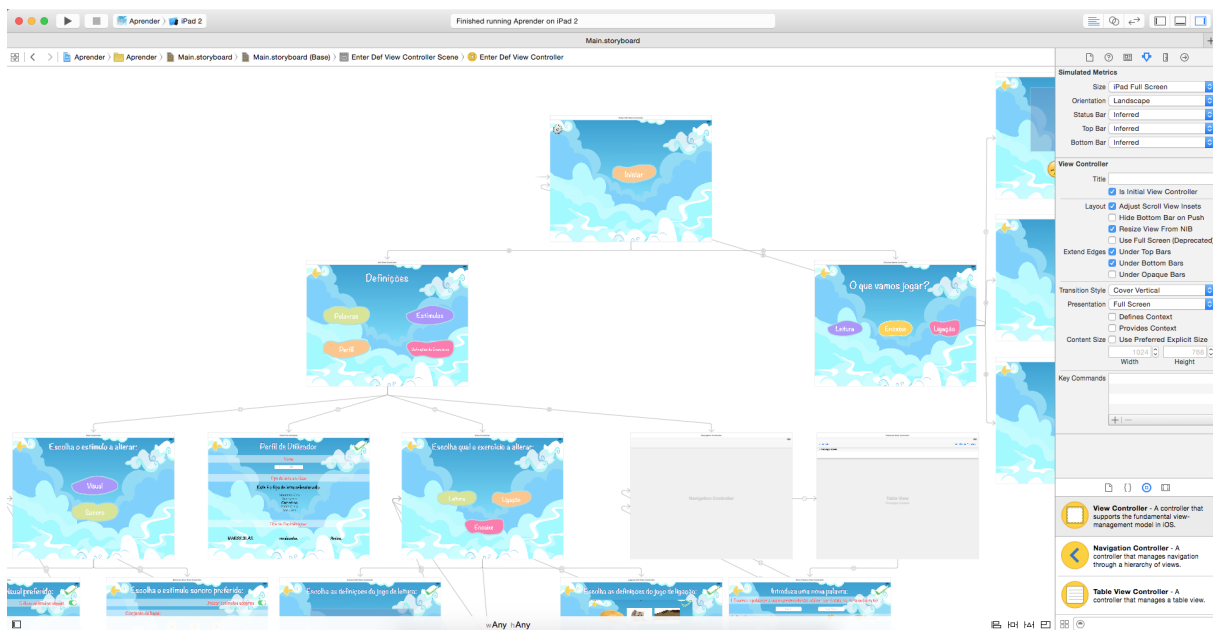 Aprender
iPad 2
Finished running Aprender on iPad 2
Main.storyboard
Aprender
Aprender
Main.storyboard
Main.storyboard (Base)
Enter Def View Controller Scene
Enter Def View Controller
Simulated Metrics
Size iPad Full Screen
Orientation Landscape
Status Bar Inferred
Top Bar Inferred
Bottom Bar Inferred
View Controller
Title
Is Initial View Controller
Layout Adjust Scroll View Insets
Hide Bottom Bar on Push
Resize View From NIB
Use Full Screen (Deprecated)
Extend Edges Under Top Bars
Under Bottom Bars
Under Opaque Bars
Transition Style Cover Vertical
Presentation Full Screen
Defines Context
Provides Context
Content Size Use Preferred Explicit Size
1024 768
Width Height
Key Commands
View Controller - A controller that
supports the fundamental view-
management model in iOS.
Navigation Controller - A
controller that manages navigation
through a hierarchy of views.
Table View Controller - A
controller that manages a table view.
Iniciar
Definições
Palavras Estímulos
Perfil
O que vamos jogar?
Leitura Ligação
Escolha o estímulo a alterar:
Visual
Sonoro
Perfil de Utilizador
Escolha qual o exercício a alterar:
Leitura Ligação
Navigation Controller
Table View
Escolha o estímulo sonoro preferido:
Escolha as definições do jogo de leitura:
Escolha as definições do jogo de ligação:
Introduza uma nova palavra:
wAny hAny